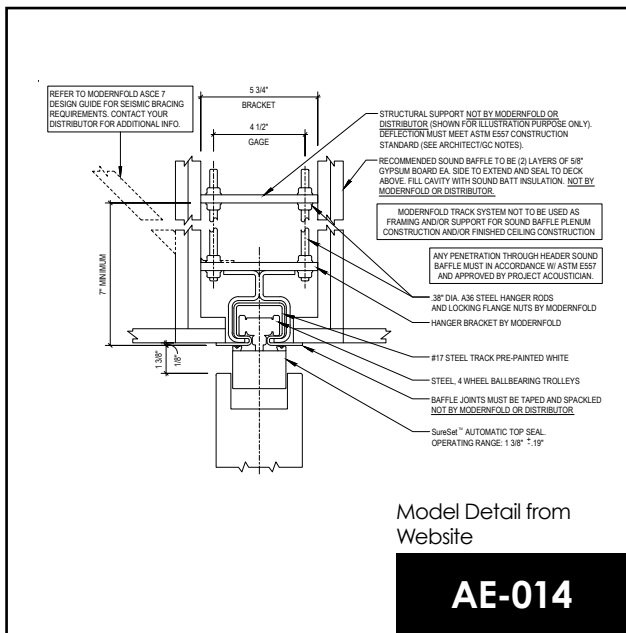 REFER TO MODERNFOLD ASCE 7
DESIGN GUIDE FOR SEISMIC BRACING
REQUIREMENTS. CONTACT YOUR
DISTRIBUTOR FOR ADDITIONAL INFO.
5 3/4"
BRACKET
4 1/2"
GAGE
7" MINIMUM
1 3/8"
1/8"
STRUCTURAL SUPPORT NOT BY MODERNFOLD OR
DISTRIBUTOR (SHOWN FOR ILLUSTRATION PURPOSE ONLY).
DEFLECTION MUST MEET ASTM E557 CONSTRUCTION
STANDARD (SEE ARCHITECT/GC NOTES).
RECOMMENDED SOUND BAFFLE TO BE (2) LAYERS OF 5/8"
GYPSUM BOARD EA. SIDE TO EXTEND AND SEAL TO DECK
ABOVE. FILL CAVITY WITH SOUND BATT INSULATION. NOT BY
MODERNFOLD OR DISTRIBUTOR.
MODERNFOLD TRACK SYSTEM NOT TO BE USED AS
FRAMING AND/OR SUPPORT FOR SOUND BAFFLE PLENUM
CONSTRUCTION AND/OR FINISHED CEILING CONSTRUCTION
ANY PENETRATION THROUGH HEADER SOUND
BAFFLE MUST IN ACCORDANCE W/ ASTM E557
AND APPROVED BY PROJECT ACOUSTICIAN.
.38" DIA. A36 STEEL HANGER RODS
AND LOCKING FLANGE NUTS BY MODERNFOLD
HANGER BRACKET BY MODERNFOLD
#17 STEEL TRACK PRE-PAINTED WHITE
STEEL, 4 WHEEL BALLBEARING TROLLEYS
BAFFLE JOINTS MUST BE TAPED AND SPACKLED
NOT BY MODERNFOLD OR DISTRIBUTOR
SureSet™ AUTOMATIC TOP SEAL.
OPERATING RANGE: 1 3/8" ± .19"
Model Detail from
Website
AE-014